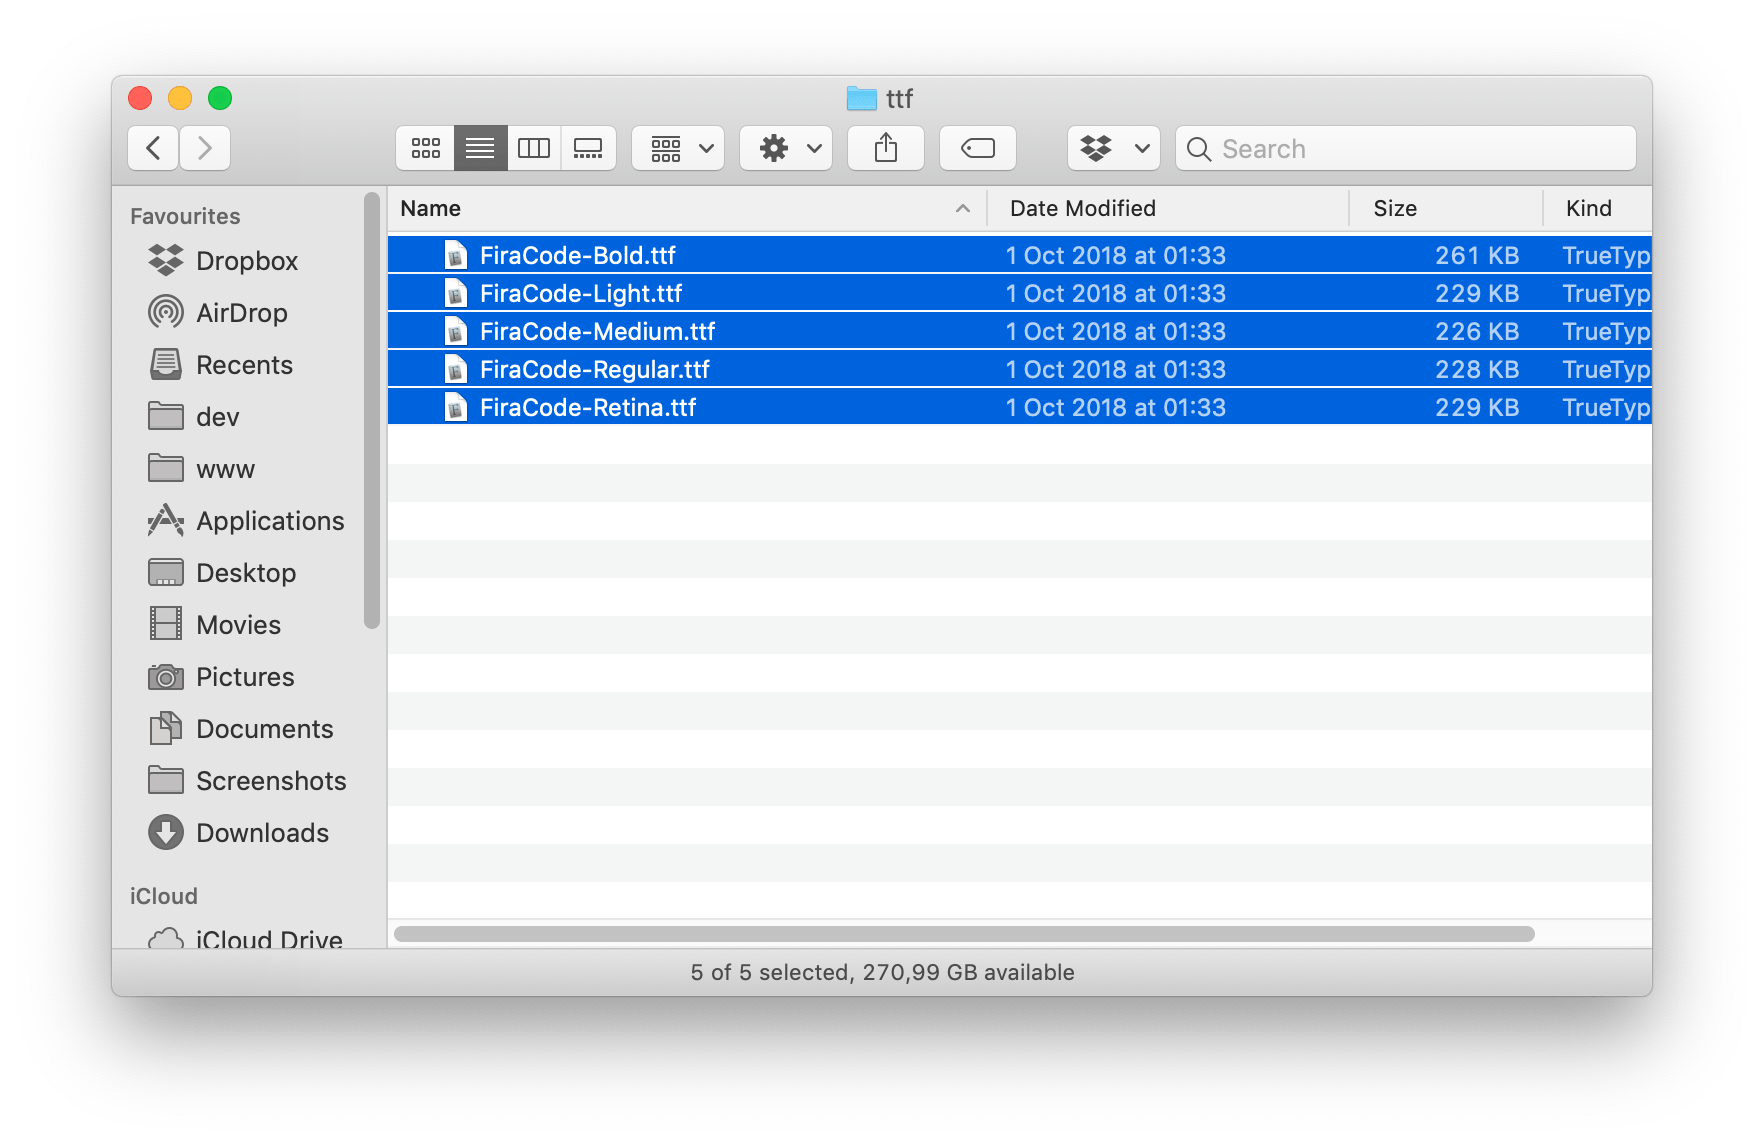 ttf
Search
Favourites
Dropbox
AirDrop
Recents
dev
www
Applications
Desktop
Movies
Pictures
Documents
Screenshots
Downloads
iCloud
iCloud Drive
Name Date Modified Size Kind
FiraCode-Bold.ttf 1 Oct 2018 at 01:33 261 KB TrueTyp
FiraCode-Light.ttf 1 Oct 2018 at 01:33 229 KB TrueTyp
FiraCode-Medium.ttf 1 Oct 2018 at 01:33 226 KB TrueTyp
FiraCode-Regular.ttf 1 Oct 2018 at 01:33 228 KB TrueTyp
FiraCode-Retina.ttf 1 Oct 2018 at 01:33 229 KB TrueTyp
5 of 5 selected, 270,99 GB available